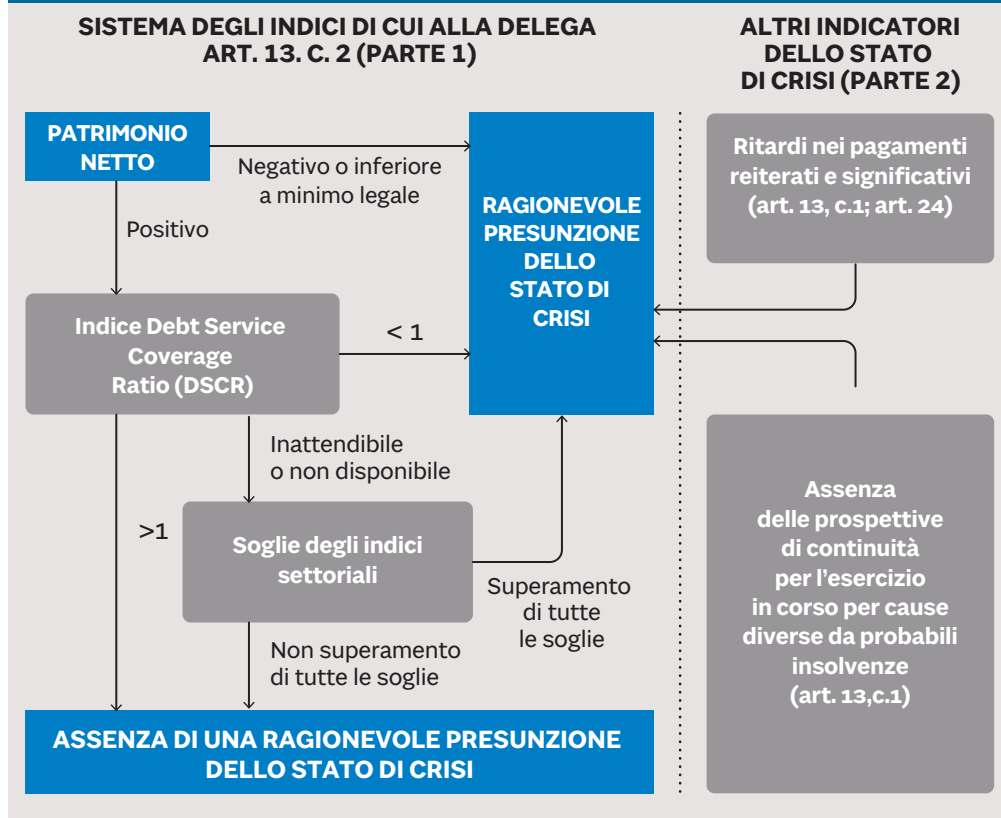 SISTEMA DEGLI INDICI DI CUI ALLA DELEGA
ART. 13. C. 2 (PARTE 1)
PATRIMONIO
NETTO
Negativo o inferiore
a minimo legale
Positivo
RAGIONEVOLE
PRESUNZIONE
DELLO
STATO DI
CRISI
Indice Debt Service
Coverage
Ratio (DSCR)
< 1
Inattendibile
o non disponibile
>1
Soglie degli indici
settoriali
Superamento
di tutte
le soglie
Non superamento
di tutte le soglie
ASSENZA DI UNA RAGIONEVOLE PRESUNZIONE
DELLO STATO DI CRISI
ALTRI INDICATORI
DELLO STATO
DI CRISI (PARTE 2)
Ritardi nei pagamenti
reiterati e significativi
(art. 13, c.1; art. 24)
Assenza
delle prospettive
di continuità
per l'esercizio
in corso per cause
diverse da probabili
insolvenze
(art. 13,c.1)